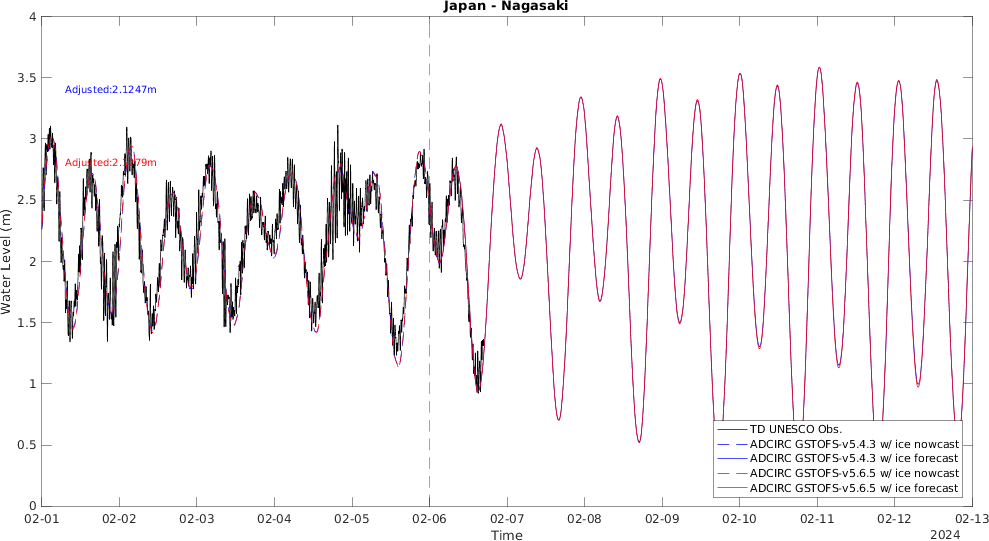 Japan - Nagasaki
4
3.5
3
2.5
2
1.5
1
0.5
0
Water Level (m)
Adjusted:2.1247m
TD UNESCO Obs.
ADCIRC GSTOFS-v5.4.3 w/ ice nowcast
ADCIRC GSTOFS-v5.4.3 w/ ice forecast
ADCIRC GSTOFS-v5.6.5 w/ ice nowcast
ADCIRC GSTOFS-v5.6.5 w/ ice forecast
02-01 02-02 02-03 02-04 02-05 02-06 02-07 02-08 02-09 02-10 02-11 02-12 02-13
Time
2024